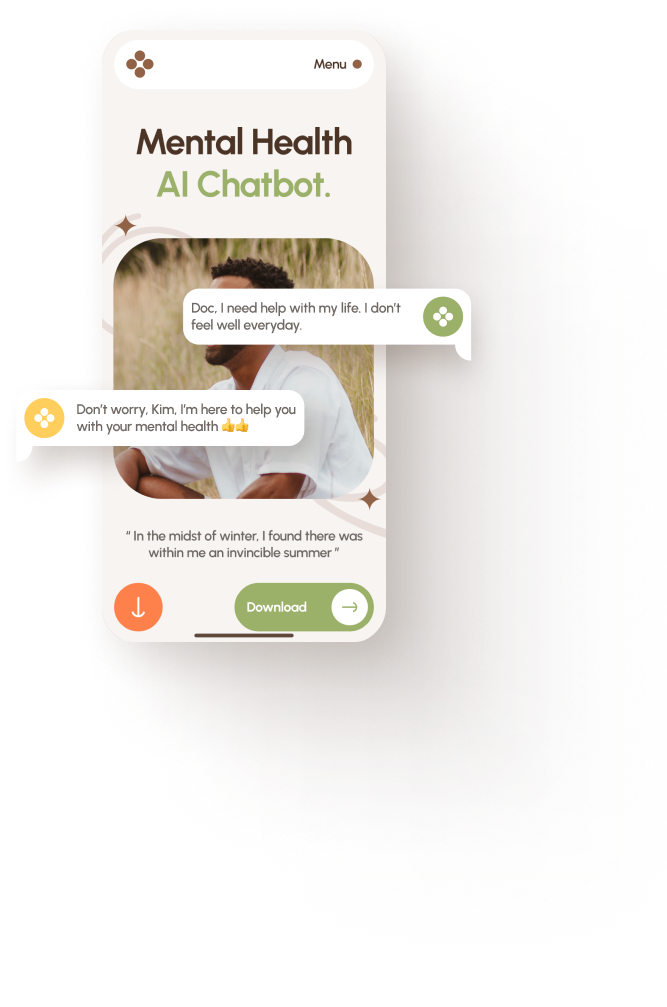 Menu
Mental Health
AI Chatbot.
Doc, I need help with my life. I don’t
feel well everyday.
Don’t worry, Kim, I’m here to help you
with your mental health 👍👍
“ In the midst of winter, I found there was
within me an invincible summer ”
Download